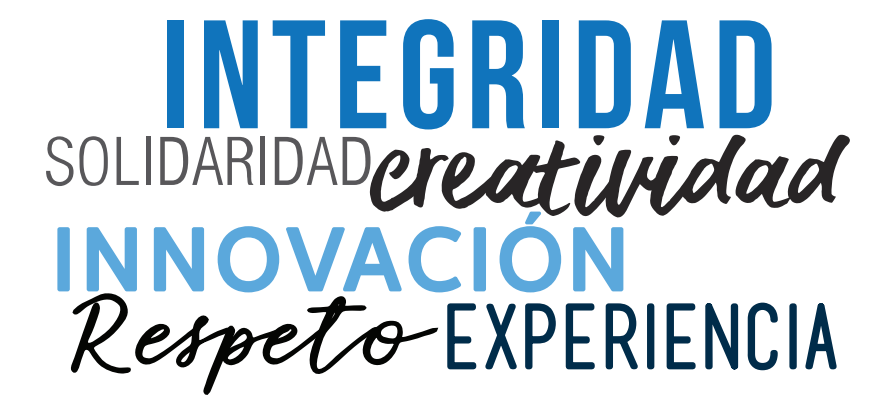 INTEGRIDAD
SOLIDARIDAD creatividad
INNOVACIÓN
Respeto EXPERIENCIA